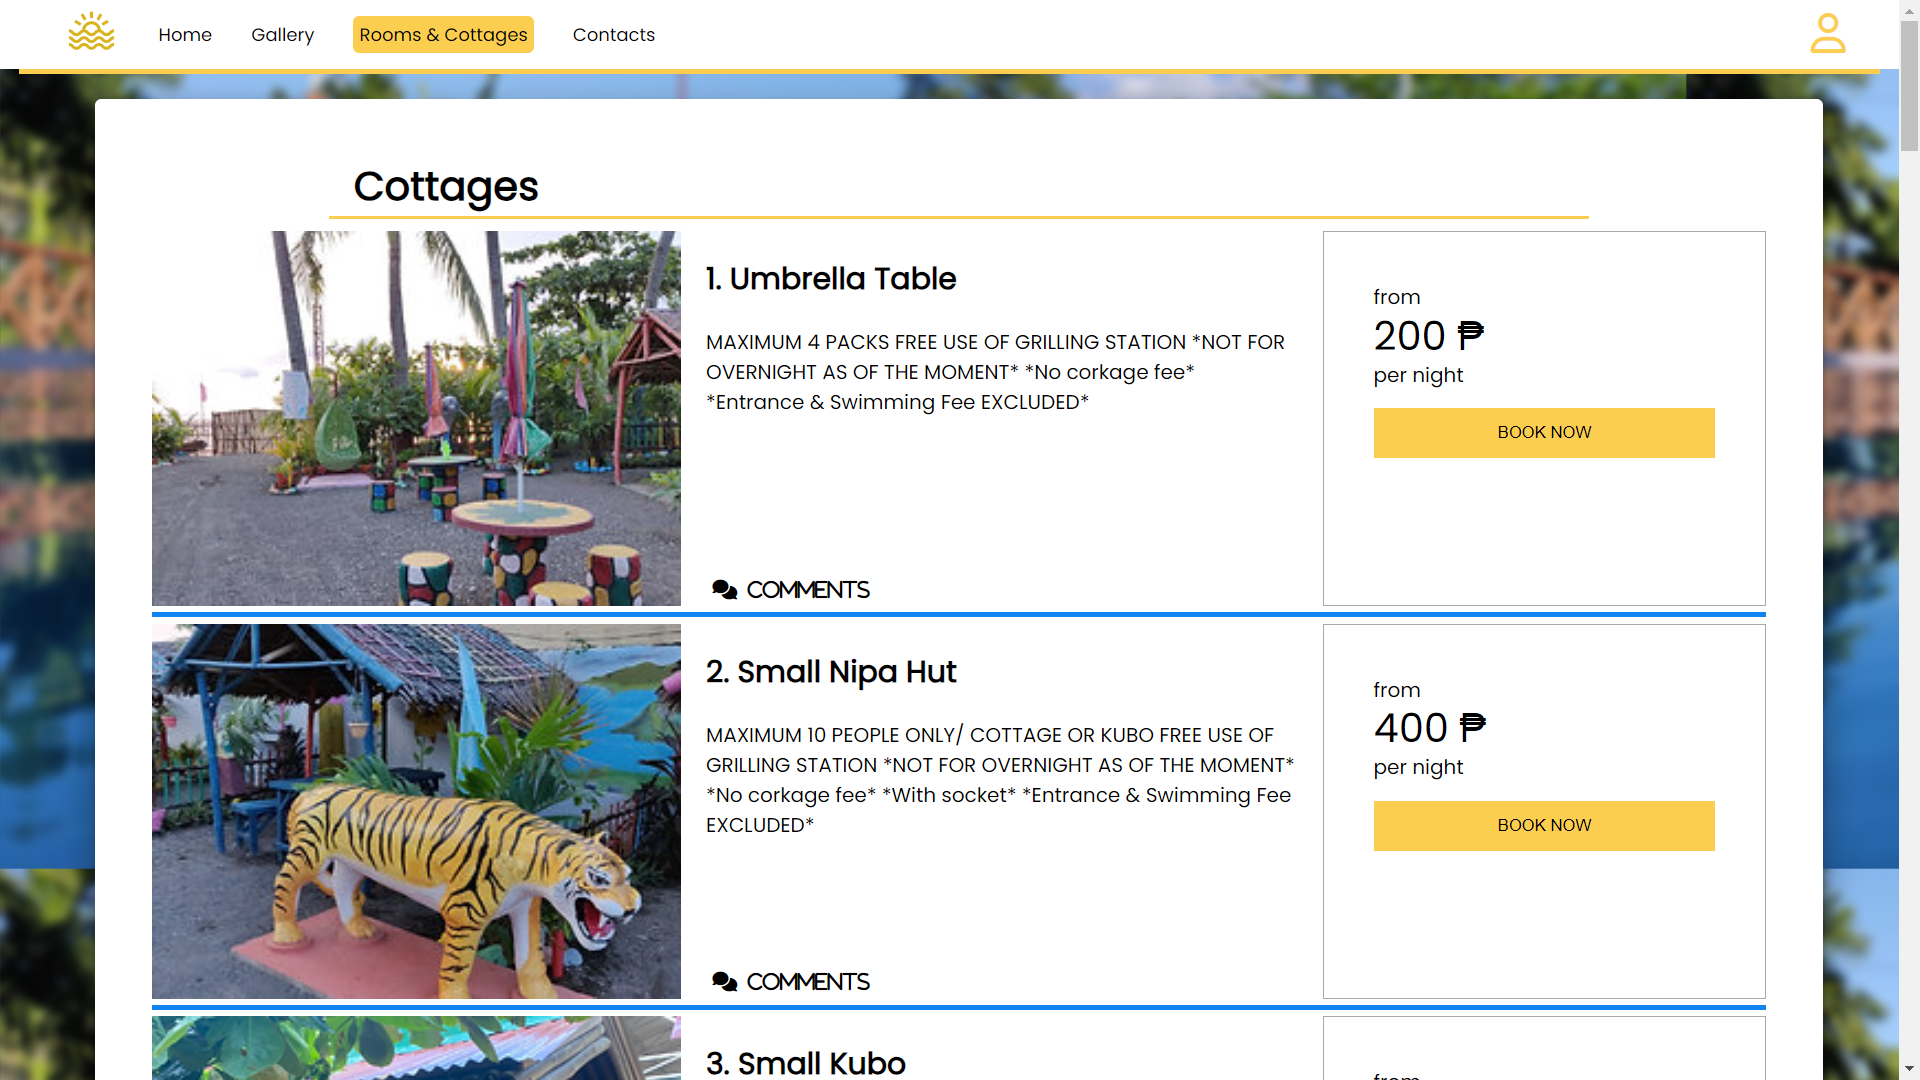 Home Gallery Rooms & Cottages Contacts
Cottages
1. Umbrella Table
MAXIMUM 4 PACKS FREE USE OF GRILLING STATION *NOT FOR
OVERNIGHT AS OF THE MOMENT* *No corkage fee*
*Entrance & Swimming Fee EXCLUDED*
COMMENTS
from
200 ₱
per night
BOOK NOW
2. Small Nipa Hut
MAXIMUM 10 PEOPLE ONLY/ COTTAGE OR KUBO FREE USE OF
GRILLING STATION *NOT FOR OVERNIGHT AS OF THE MOMENT*
*No corkage fee* *With socket* *Entrance & Swimming Fee
EXCLUDED*
COMMENTS
from
400 ₱
per night
BOOK NOW
3. Small Kubo
from